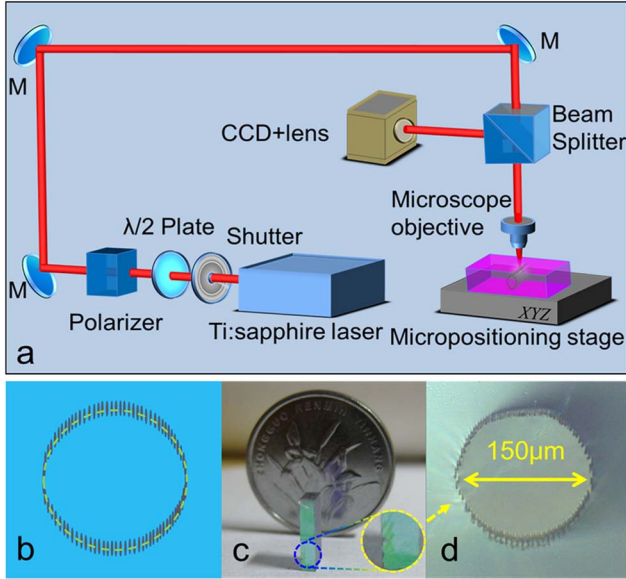 M
M
CCD+lens
Beam
Splitter
Microscope
objective
λ/2 Plate
Shutter
M
Polarizer
Ti:sapphire laser
XYZ
Micropositioning stage
a
150μm
b
c
d